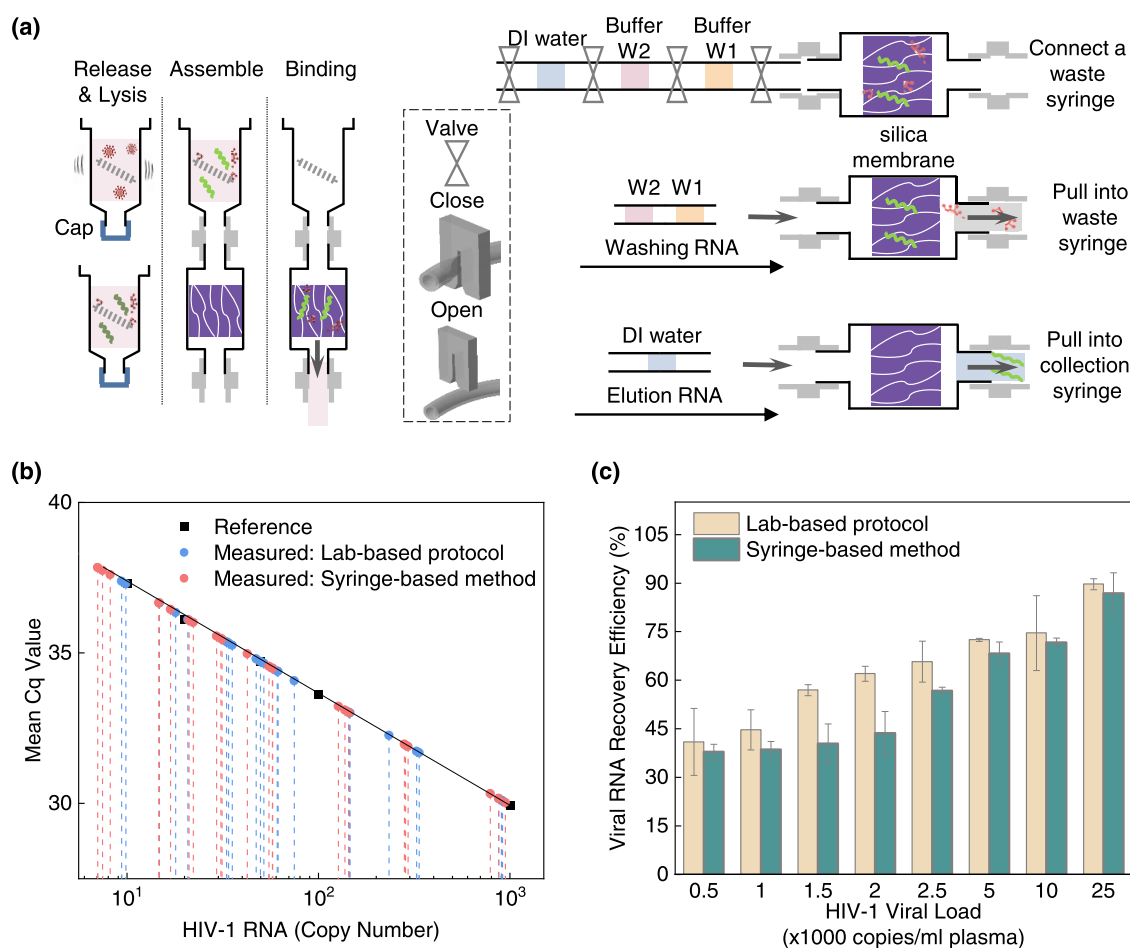 (a)
Release
& Lysis
Assemble
Binding
Cap
Valve
Close
Open
DI water
Buffer
W2
Buffer
W1
Connect a
waste
syringe
silica
membrane
W2
W1
Washing RNA
Pull into
waste
syringe
DI water
Elution RNA
Pull into
collection
syringe
(b)
Mean Cq Value
40
35
30
Reference
Measured: Lab-based protocol
Measured: Syringe-based method
10¹
10²
10³
HIV-1 RNA (Copy Number)
(c)
Viral RNA Recovery Efficiency (%)
105
90
75
60
45
30
15
0
Lab-based protocol
Syringe-based method
0.5 1 1.5 2 2.5 5 10 25
HIV-1 Viral Load
(x1000 copies/ml plasma)